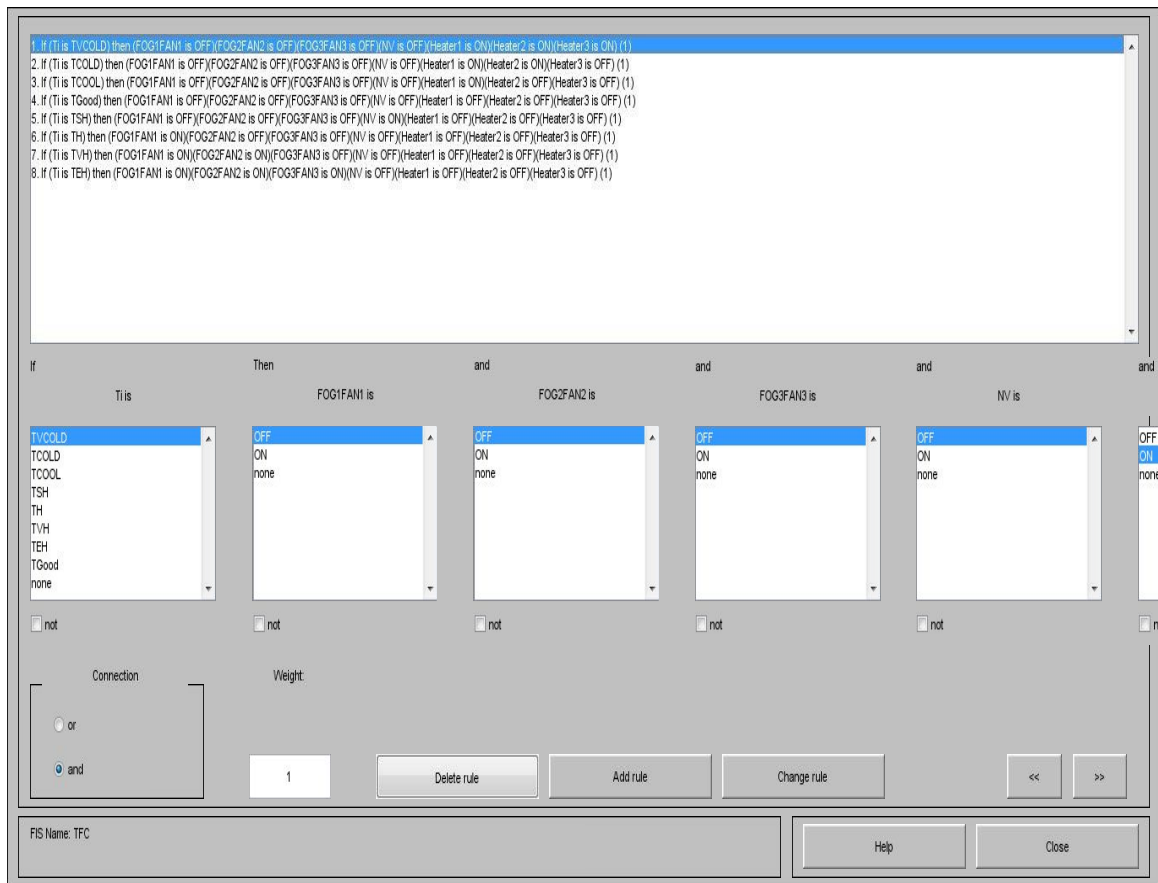 1. If (Ti is TVCOLD) then (FOG1FAN1 is OFF)(FOG2FAN2 is OFF)(FOG3FAN3 is OFF)(NV is OFF)(Heater1 is ON)(Heater2 is ON)(Heater3 is ON) (1)
2. If (Ti is TCOLD) then (FOG1FAN1 is OFF)(FOG2FAN2 is OFF)(FOG3FAN3 is OFF)(NV is OFF)(Heater1 is ON)(Heater2 is ON)(Heater3 is OFF) (1)
3. If (Ti is TCOOL) then (FOG1FAN1 is OFF)(FOG2FAN2 is OFF)(FOG3FAN3 is OFF)(NV is OFF)(Heater1 is ON)(Heater2 is OFF)(Heater3 is OFF) (1)
4. If (Ti is TGood) then (FOG1FAN1 is OFF)(FOG2FAN2 is OFF)(FOG3FAN3 is OFF)(NV is OFF)(Heater1 is OFF)(Heater2 is OFF)(Heater3 is OFF) (1)
5. If (Ti is TSH) then (FOG1FAN1 is OFF)(FOG2FAN2 is OFF)(FOG3FAN3 is OFF)(NV is ON)(Heater1 is OFF)(Heater2 is OFF)(Heater3 is OFF) (1)
6. If (Ti is TH) then (FOG1FAN1 is ON)(FOG2FAN2 is OFF)(FOG3FAN3 is OFF)(NV is OFF)(Heater1 is OFF)(Heater2 is OFF)(Heater3 is OFF) (1)
7. If (Ti is TVH) then (FOG1FAN1 is ON)(FOG2FAN2 is ON)(FOG3FAN3 is OFF)(NV is OFF)(Heater1 is OFF)(Heater2 is OFF)(Heater3 is OFF) (1)
8. If (Ti is TEH) then (FOG1FAN1 is ON)(FOG2FAN2 is ON)(FOG3FAN3 is ON)(NV is OFF)(Heater1 is OFF)(Heater2 is OFF)(Heater3 is OFF) (1)
If Then and and and and
Ti is FOG1FAN1 is FOG2FAN2 is FOG3FAN3 is NV is
TVCOLD OFF OFF OFF OFF OFF
TCOLD ON ON ON ON ON
TCOOL none none none none none
TSH
TH
TVH
TEH
TGood
none
not not not not not
Connection Weight:
or
and 1 Delete rule Add rule Change rule << >>
FIS Name: TFC Help Close